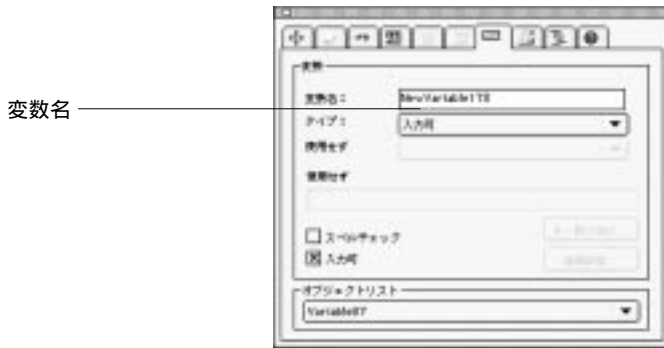 変数
変数名
変数名：
NewVariable178
タイプ：
入力可
使用せず
使用せず
スペルチェック
入力可
オブジェクトリスト
Variable87